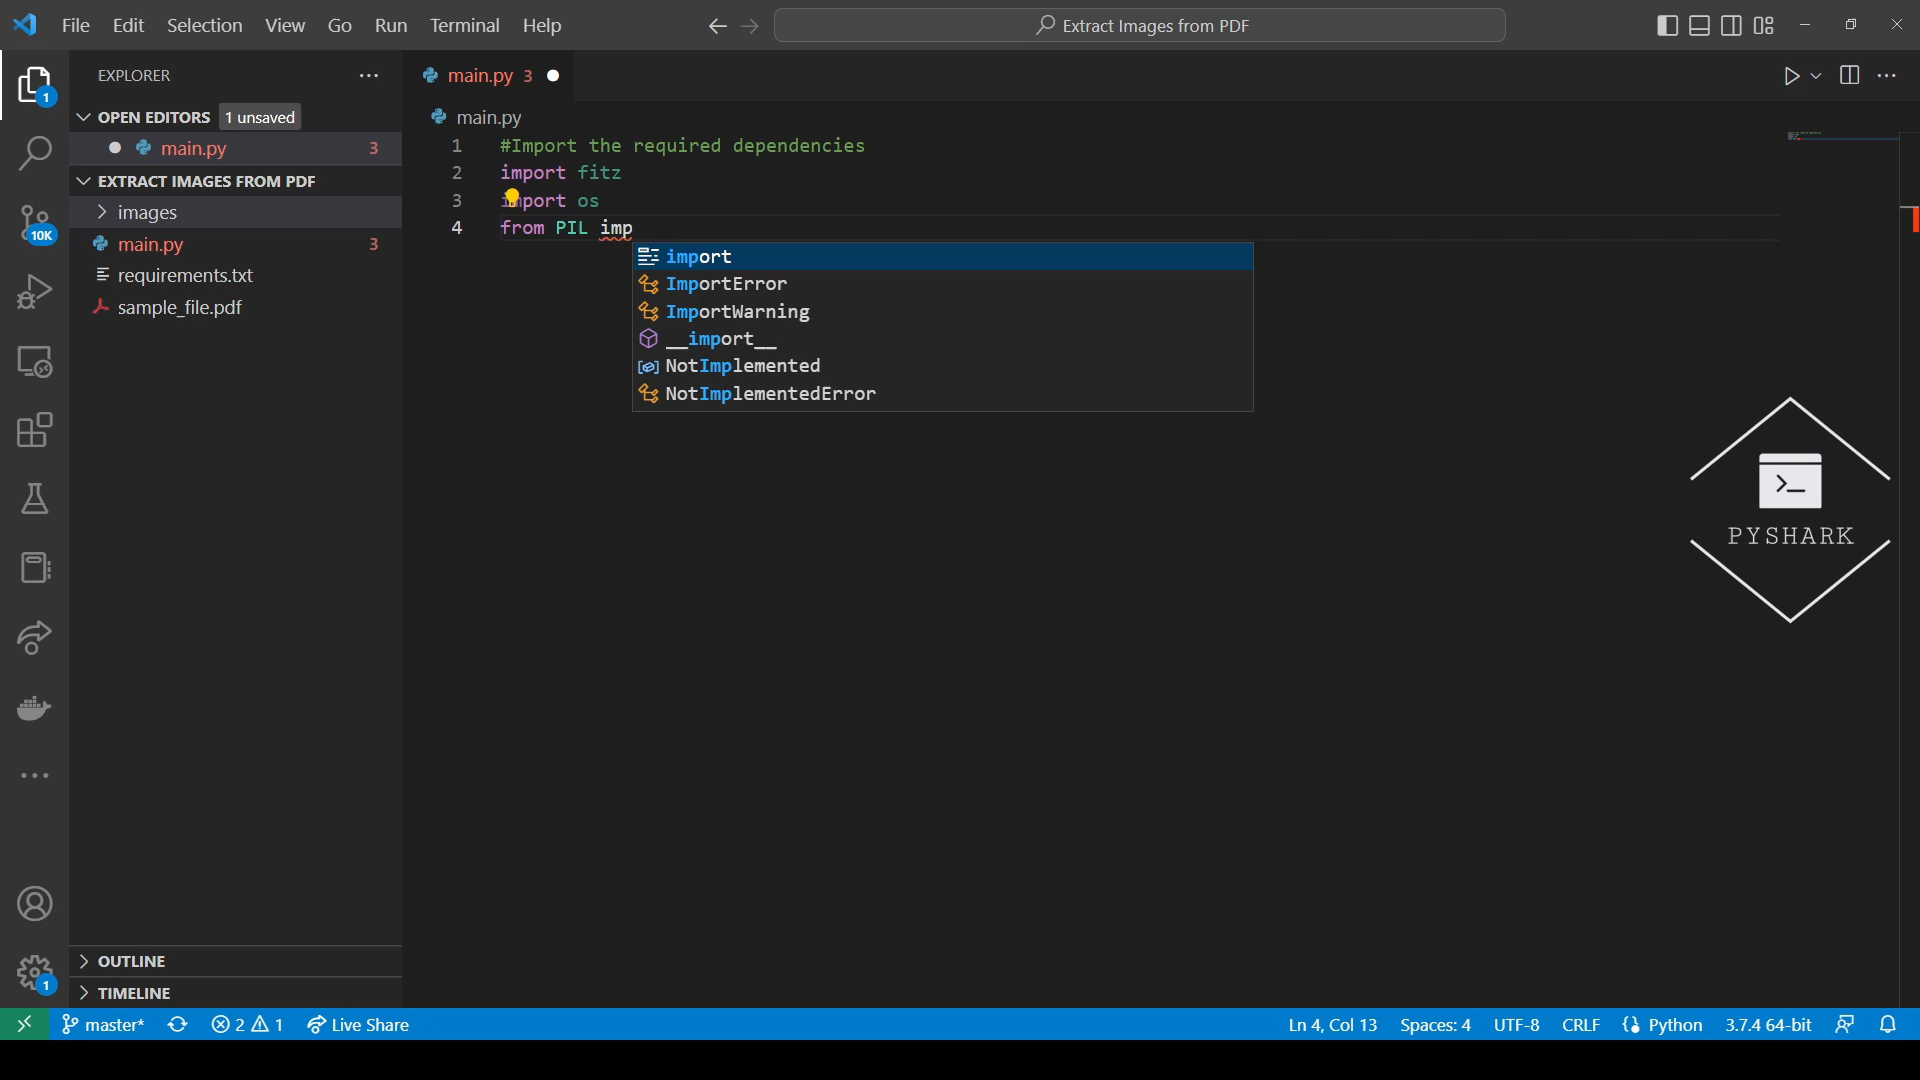 File Edit Selection View Go Run Terminal Help
Extract Images from PDF
EXPLORER
OPEN EDITORS 1 unsaved
main.py 3
EXTRACT IMAGES FROM PDF
images
main.py 3
requirements.txt
sample_file.pdf
OUTLINE
TIMELINE
1
10K
1
main.py 3
main.py
1 #Import the required dependencies
2 import fitz
3 import os
4 from PIL imp
import
ImportError
ImportWarning
__import__
NotImplemented
NotImplementedError
>_
PYSHARK
master* 2 1 Live Share
Ln 4, Col 13 Spaces: 4 UTF-8 CRLF Python 3.7.4 64-bit